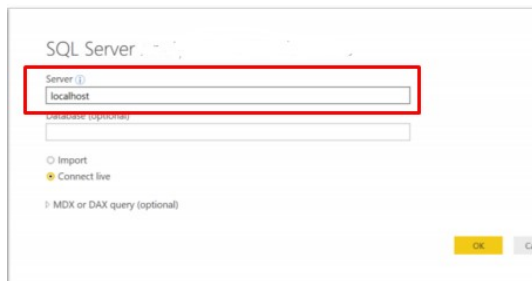 SQL Server
Server
localhost
Database (optional)
Import
Connect live
MDX or DAX query (optional)
OK